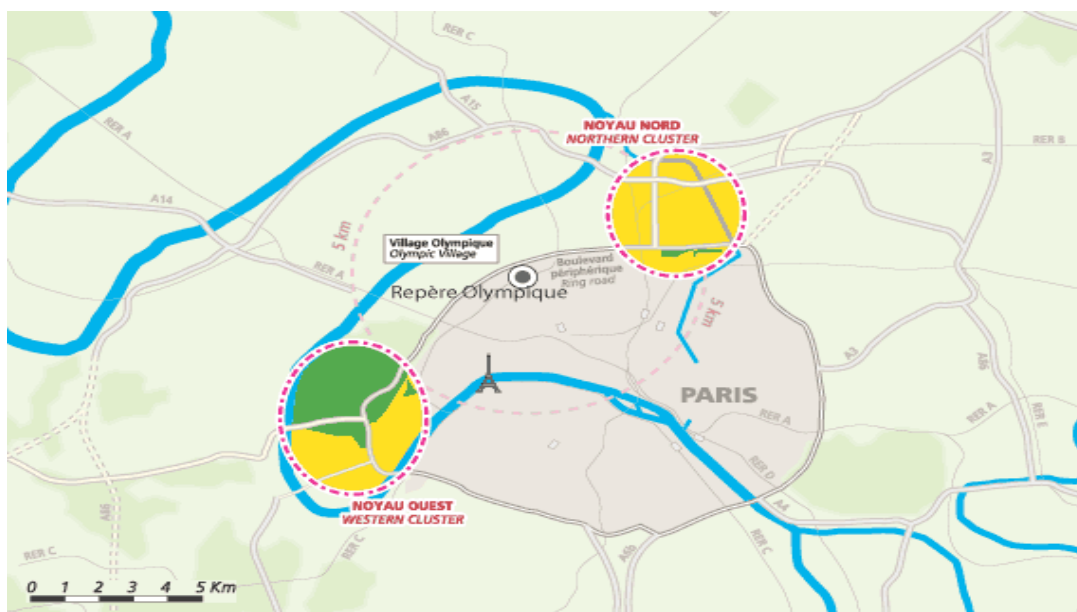 RER C
A15
A86
RER A
NOYAU NORD
NORTHERN CLUSTER
RER B
A3
A14
5 km
Village Olympique
Olympic Village
RER A
Boulevard
périphérique
Ring road
Repère Olympique
5 km
A3
A86
PARIS
RER A
RER A
RER E
RER D
NOYAU OUEST
WESTERN CLUSTER
A86
A4
RER C
A6b
RER C
0 1 2 3 4 5 Km